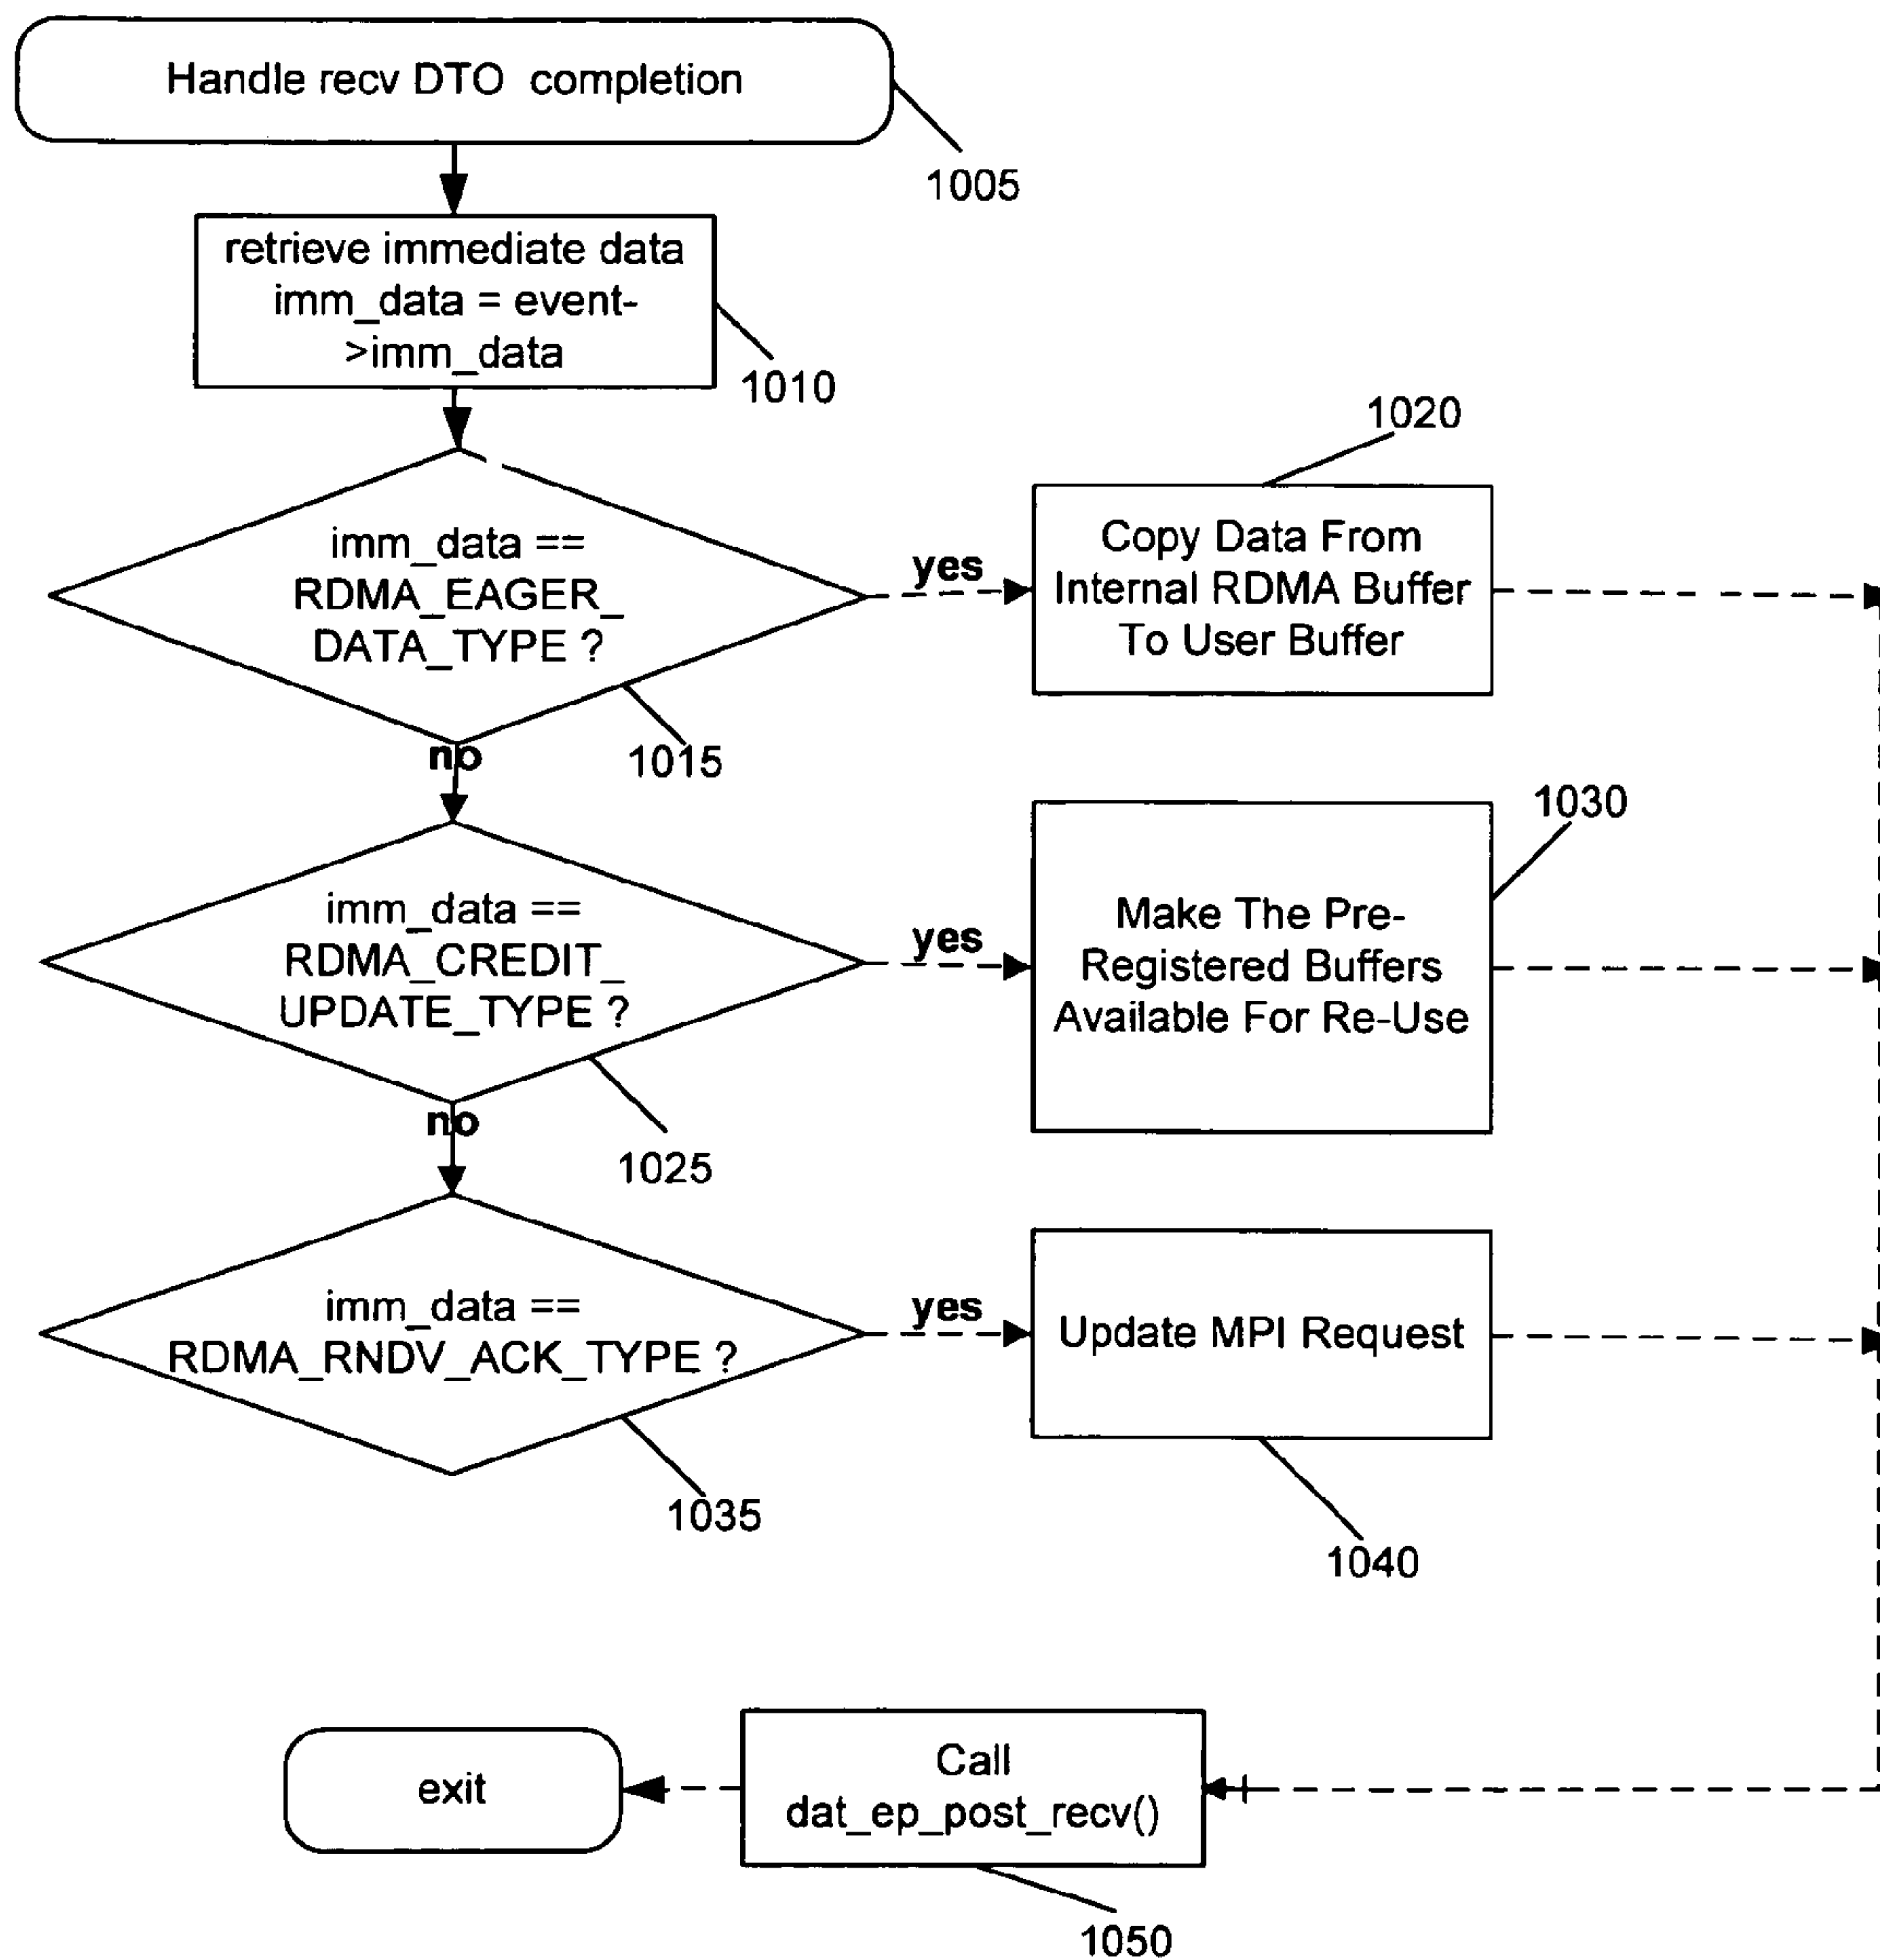 Handle recv DTO completion
1005
retrieve immediate data
imm_data = event-
>imm_data
1010
imm_data ==
RDMA_EAGER_
DATA_TYPE ?
1015
yes
1020
Copy Data From
Internal RDMA Buffer
To User Buffer
no
imm_data ==
RDMA_CREDIT_
UPDATE_TYPE ?
1025
yes
1030
Make The Pre-
Registered Buffers
Available For Re-Use
no
imm_data ==
RDMA_RNDV_ACK_TYPE ?
1035
yes
Update MPI Request
1040
Call
dat_ep_post_recv()
1050
exit